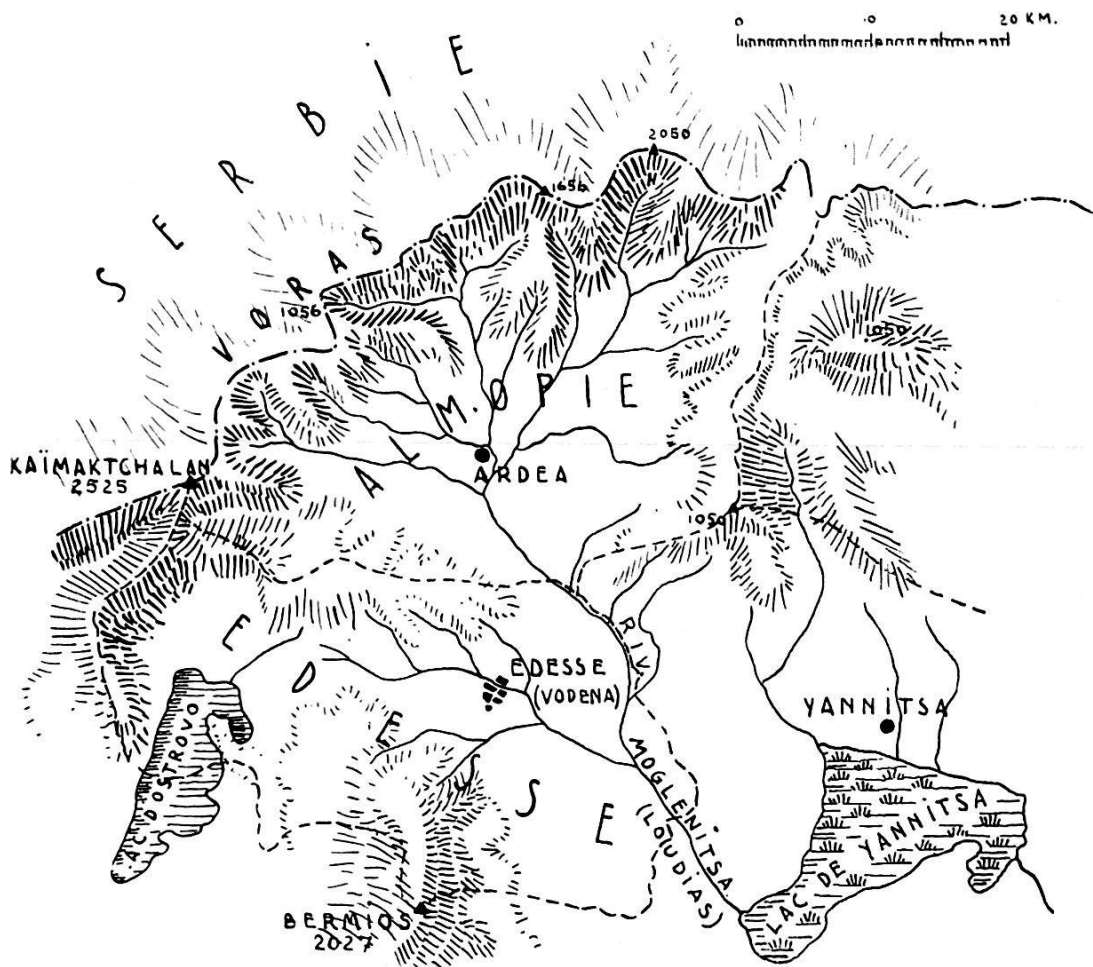 0 10 20 KM.
SERBIE
2050
1656
VORAS
1056
1050
ALMOPIE
KAÏMAKTCHALAN
2525
ARDEA
1050
EDESSE
RIV. MOGLENITSA
(LOUDIAS)
EDESSE
(VODENA)
YANNITSA
LAC D'OSTROVO
LAC DE YANNITSA
BERMIOS
2027